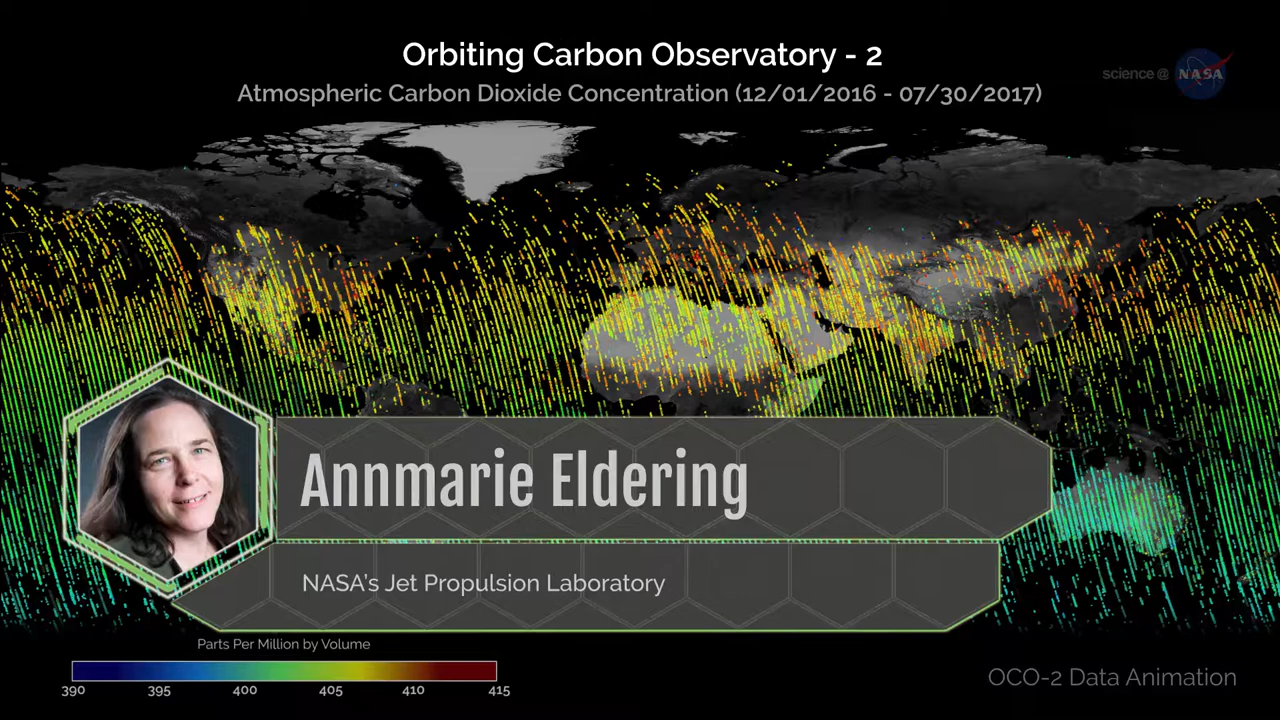 Orbiting Carbon Observatory - 2
science@ NASA
Atmospheric Carbon Dioxide Concentration (12/01/2016 - 07/30/2017)
Annmarie Eldering
NASA's Jet Propulsion Laboratory
Parts Per Million by Volume
390 395 400 405 410 415
OCO-2 Data Animation